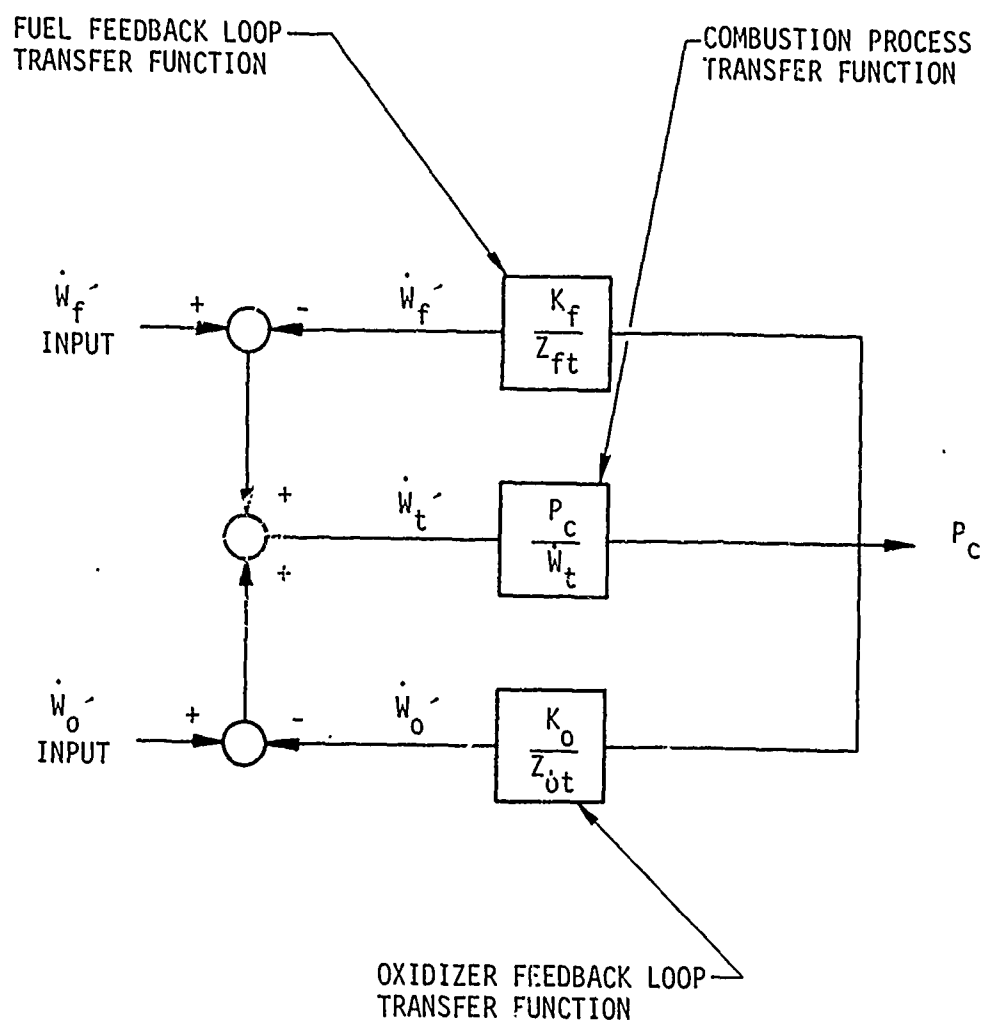 FUEL FEEDBACK LOOP
TRANSFER FUNCTION
COMBUSTION PROCESS
TRANSFER FUNCTION
Ẇf′
INPUT
+
-
Ẇf′
Kf
Zft
+
Ẇt′
Pc
Ẇt
Pc
+
Ẇo′
INPUT
+
-
Ẇo′
Ko
Zot
OXIDIZER FEEDBACK LOOP
TRANSFER FUNCTION